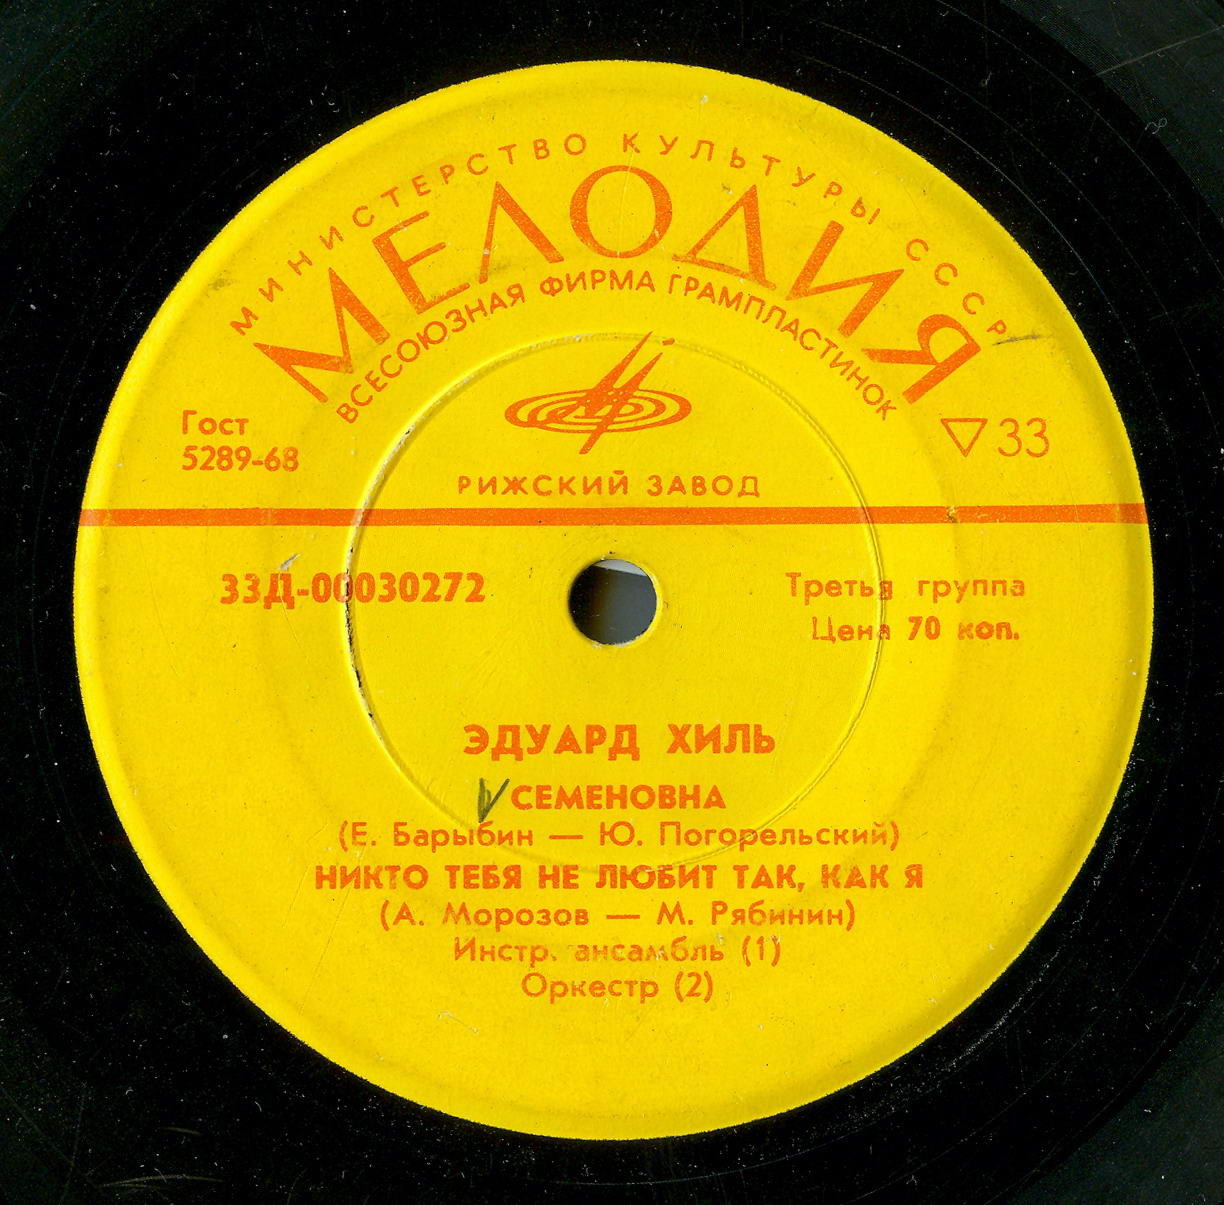 МИНИСТЕРСТВО КУЛЬТУРЫ СССР
МЕЛОДИЯ
ВСЕСОЮЗНАЯ ФИРМА ГРАМПЛАСТИНОК
Гост
5289-68
33
РИЖСКИЙ ЗАВОД
33Д-00030272
Третья группа
Цена 70 коп.
ЭДУАРД ХИЛЬ
СЕМЕНОВНА
(Е. Барыбин — Ю. Погорельский)
НИКТО ТЕБЯ НЕ ЛЮБИТ ТАК, КАК Я
(А. Морозов — М. Рябинин)
Инстр. ансамбль (1)
Оркестр (2)